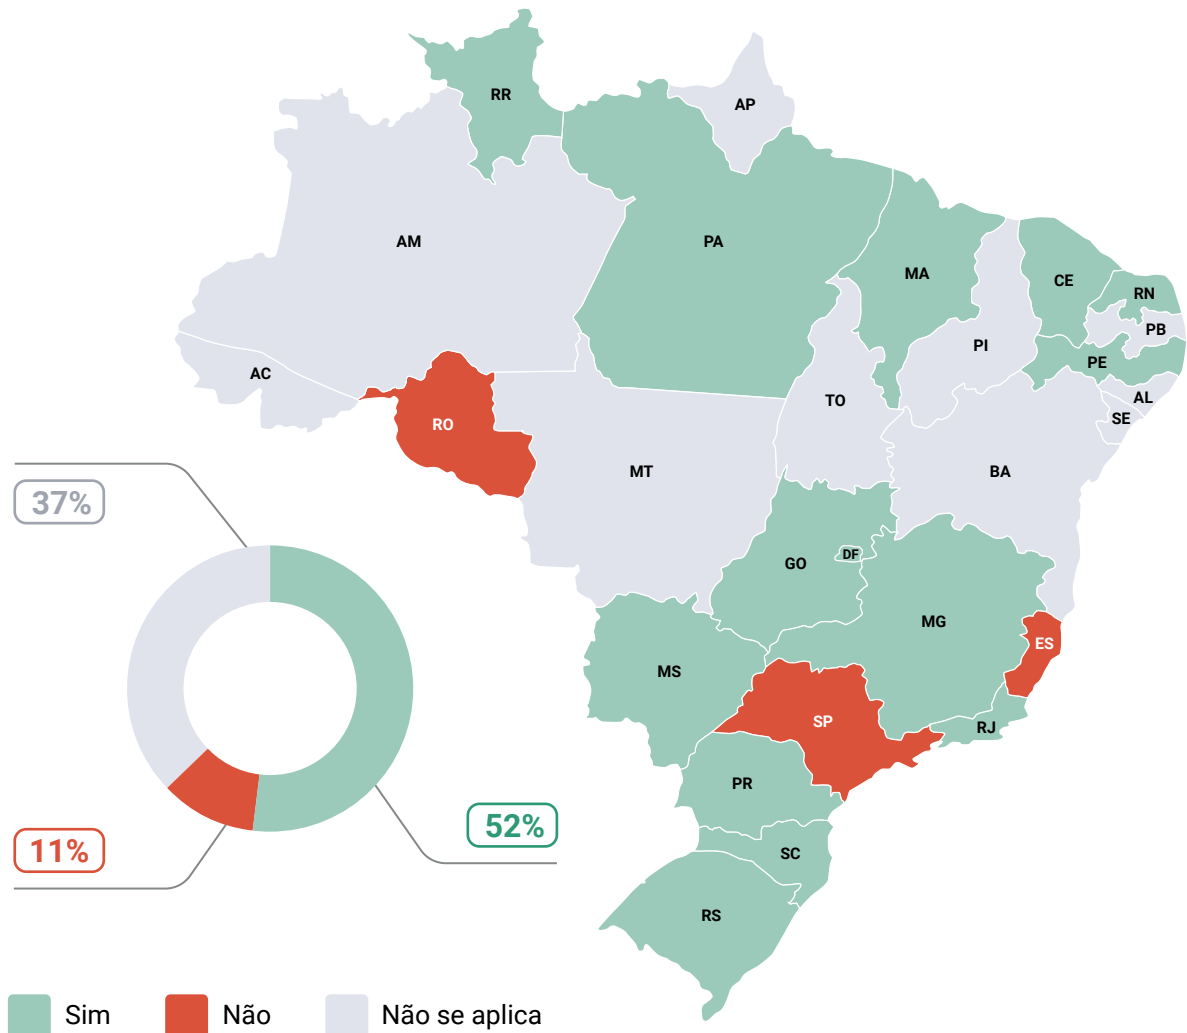 RR
AP
AM
PA
MA
CE
RN
PB
PI
PE
AC
AL
TO
SE
RO
MT
BA
37%
DF
GO
MG
ES
MS
SP
RJ
PR
52%
11%
SC
RS
Sim
Não
Não se aplica